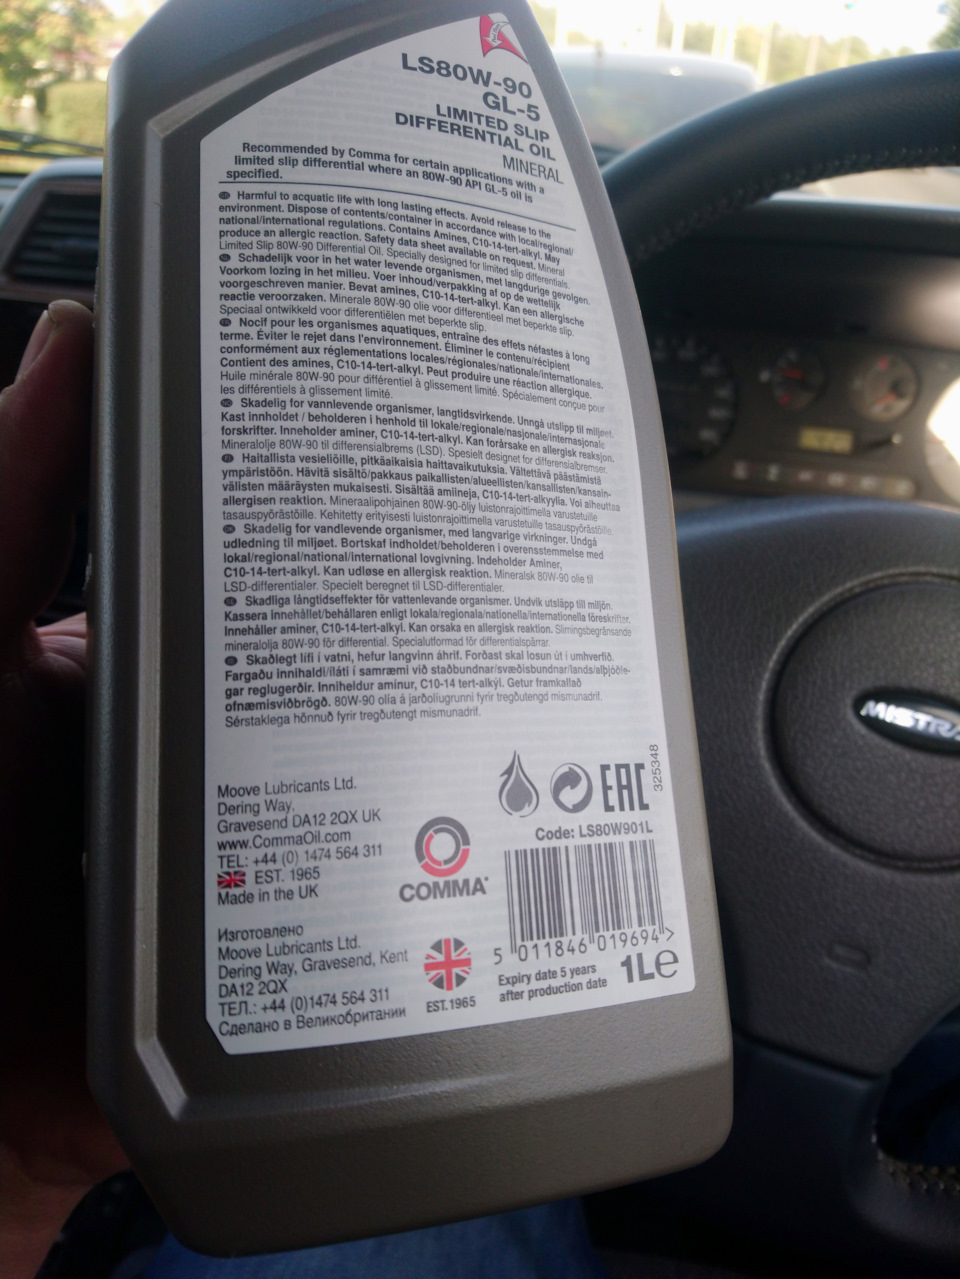 LS80W-90
GL-5
LIMITED SLIP
DIFFERENTIAL OIL
MINERAL
Recommended by Comma for certain applications with a
limited slip differential where an 80W-90 API GL-5 oil is
specified.
Harmful to acquatic life with long lasting effects. Avoid release to the
environment. Dispose of contents/container in accordance with local/regional/
national/international regulations. Contains Amines, C10-14-tert-alkyl. May
produce an allergic reaction. Safety data sheet available on request. Mineral
Limited Slip 80W-90 Differential Oil. Specially designed for limited slip differentials.
Schadelijk voor in het water levende organismen, met langdurige gevolgen.
Voorkom lozing in het milieu. Voer inhoud/verpakking af op de wettelijk
voorgeschreven manier. Bevat amines, C10-14-tert-alkyl. Kan een allergische
reactie veroorzaken. Minerale 80W-90 olie voor differentieel met beperkte slip.
Speciaal ontwikkeld voor differentiëlen met beperkte slip.
Nocif pour les organismes aquatiques, entraîne des effets néfastes à long
terme. Éviter le rejet dans l'environnement. Éliminer le contenu/récipient
conformément aux réglementations locales/régionales/nationale/internationales.
Contient des amines, C10-14-tert-alkyl. Peut produire une réaction allergique.
Huile minérale 80W-90 pour différentiel à glissement limité. Spécialement conçue pour
les différentiels à glissement limité.
Skadelig for vannlevende organismer, langtidsvirkende. Unngå utslipp til miljøet.
Kast innholdet / beholderen i henhold til lokale/regionale/nasjonale/internasjonale
forskrifter. Inneholder aminer, C10-14-tert-alkyl. Kan forårsake en allergisk reaksjon.
Mineralolje 80W-90 til differensialbrems (LSD). Spesielt designet for differensialbremser.
Haitallista vesieliöille, pitkäaikaisia haittavaikutuksia. Vältettävä päästämistä
ympäristöön. Hävitä sisältö/pakkaus paikallisten/alueellisten/kansallisten/kansain-
välisten määräysten mukaisesti. Sisältää amiineja, C10-14-tert-alkyylia. Voi aiheuttaa
allergisen reaktion. Mineraalipohjainen 80W-90-öljy luistonrajoittimella varustetuille
tasauspyörästöille. Kehitetty erityisesti luistonrajoittimella varustetuille tasauspyörästöille.
Skadelig for vandlevende organismer, med langvarige virkninger. Undgå
udledning til miljøet. Bortskaf indholdet/beholderen i overensstemmelse med
lokal/regional/national/international lovgivning. Indeholder Aminer,
C10-14-tert-alkyl. Kan udløse en allergisk reaktion. Mineralsk 80W-90 olie til
LSD-differentialer. Specielt beregnet til LSD-differentialer.
Skadliga långtidseffekter för vattenlevande organismer. Undvik utsläpp till miljön.
Kassera innehållet/behållaren enligt lokala/regionala/nationella/internationella föreskrifter.
Innehåller aminer, C10-14-tert-alkyl. Kan orsaka en allergisk reaktion. Slirningsbegränsande
mineralolja 80W-90 för differential. Specialutformad för differentialspärrar.
Skaðlegt lífi í vatni, hefur langvinn áhrif. Forðast skal losun út í umhverfið.
Fargaðu innihaldi/íláti í samræmi við staðbundnar/svæðisbundnar/lands/alþjóðle-
gar reglugerðir. Inniheldur amínur, C10-14 tert-alkýl. Getur framkallað
ofnæmisviðbrögð. 80W-90 olía á jarðolíugrunni fyrir tregðutengd mismunadrif.
Sérstaklega hönnuð fyrir tregðutengt mismunadrif.
Moove Lubricants Ltd.
Dering Way,
Gravesend DA12 2QX UK
www.CommaOil.com
TEL: +44 (0) 1474 564 311
EST. 1965
Made in the UK
Изготовлено
Moove Lubricants Ltd.
Dering Way, Gravesend, Kent
DA12 2QX
ТЕЛ.: +44 (0)1474 564 311
Сделано в Великобритании
COMMA
EST.1965
EAC
325348
Code: LS80W901L
5 011846 019694 >
Expiry date 5 years
after production date
1L℮
MISTRA